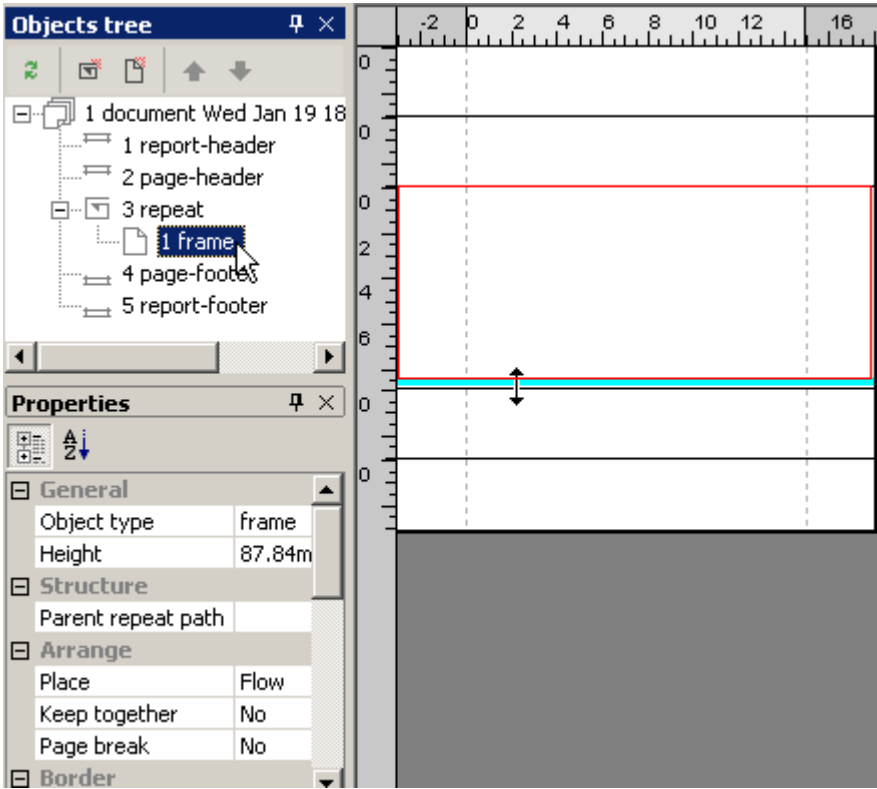 Objects tree
1 document Wed Jan 19 18
1 report-header
2 page-header
3 repeat
1 frame
4 page-footer
5 report-footer
Properties
A
Z
General
Object type frame
Height 87.84m
Structure
Parent repeat path
Arrange
Place Flow
Keep together No
Page break No
Border
-2 0 2 4 6 8 10 12 16
0
0
0
2
4
6
0
0